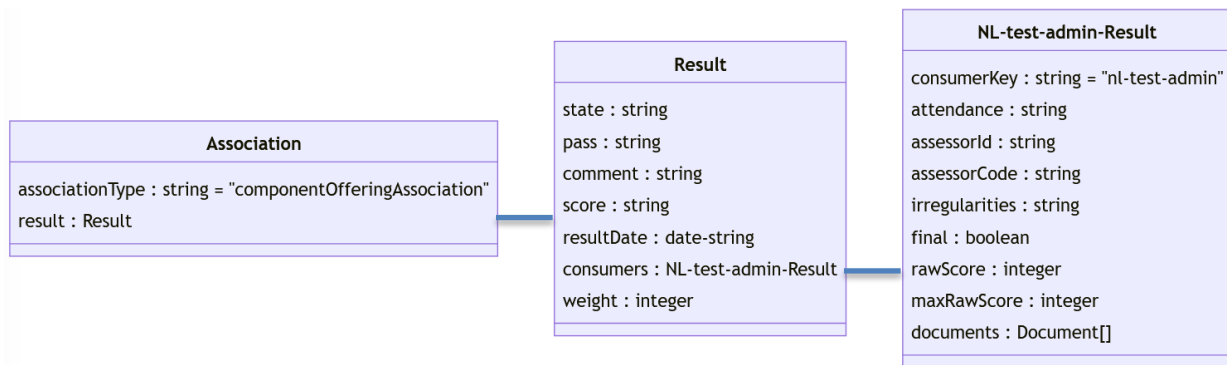 Association
associationType : string = "componentOfferingAssociation"
result : Result
Result
state : string
pass : string
comment : string
score : string
resultDate : date-string
consumers : NL-test-admin-Result
weight : integer
NL-test-admin-Result
consumerKey : string = "nl-test-admin"
attendance : string
assessorId : string
assessorCode : string
irregularities : string
final : boolean
rawScore : integer
maxRawScore : integer
documents : Document[]